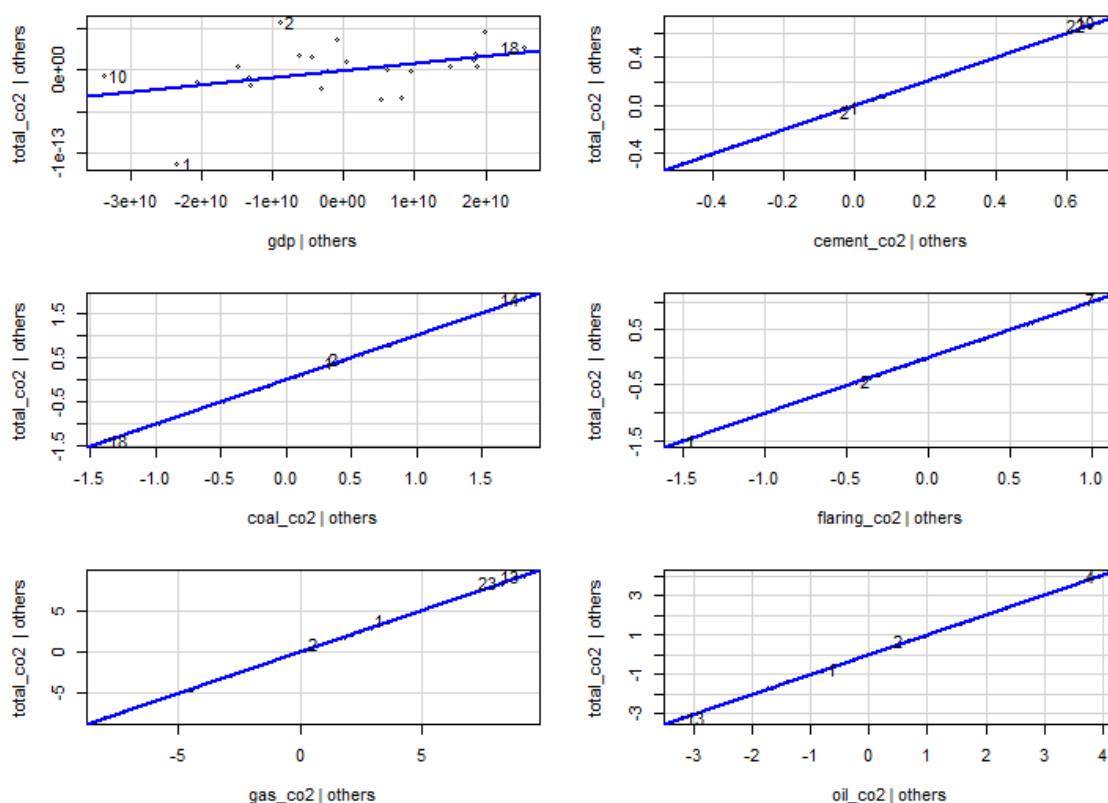 total_co2 | others
0e+00
-1e-13
2
10
18
1
-3e+10 -2e+10 -1e+10 0e+00 1e+10 2e+10
gdp | others
total_co2 | others
0.4
0.0
-0.4
2
1
-0.4 -0.2 0.0 0.2 0.4 0.6
cement_co2 | others
total_co2 | others
1.5
0.5
-0.5
-1.5
14
2
18
-1.5 -1.0 -0.5 0.0 0.5 1.0 1.5
coal_co2 | others
total_co2 | others
0.5
-0.5
-1.5
7
2
1
-1.5 -1.0 -0.5 0.0 0.5 1.0
flaring_co2 | others
total_co2 | others
5
0
-5
23
13
1
2
-5 0 5
gas_co2 | others
total_co2 | others
3
1
-1
-3
4
2
1
13
-3 -2 -1 0 1 2 3 4
oil_co2 | others